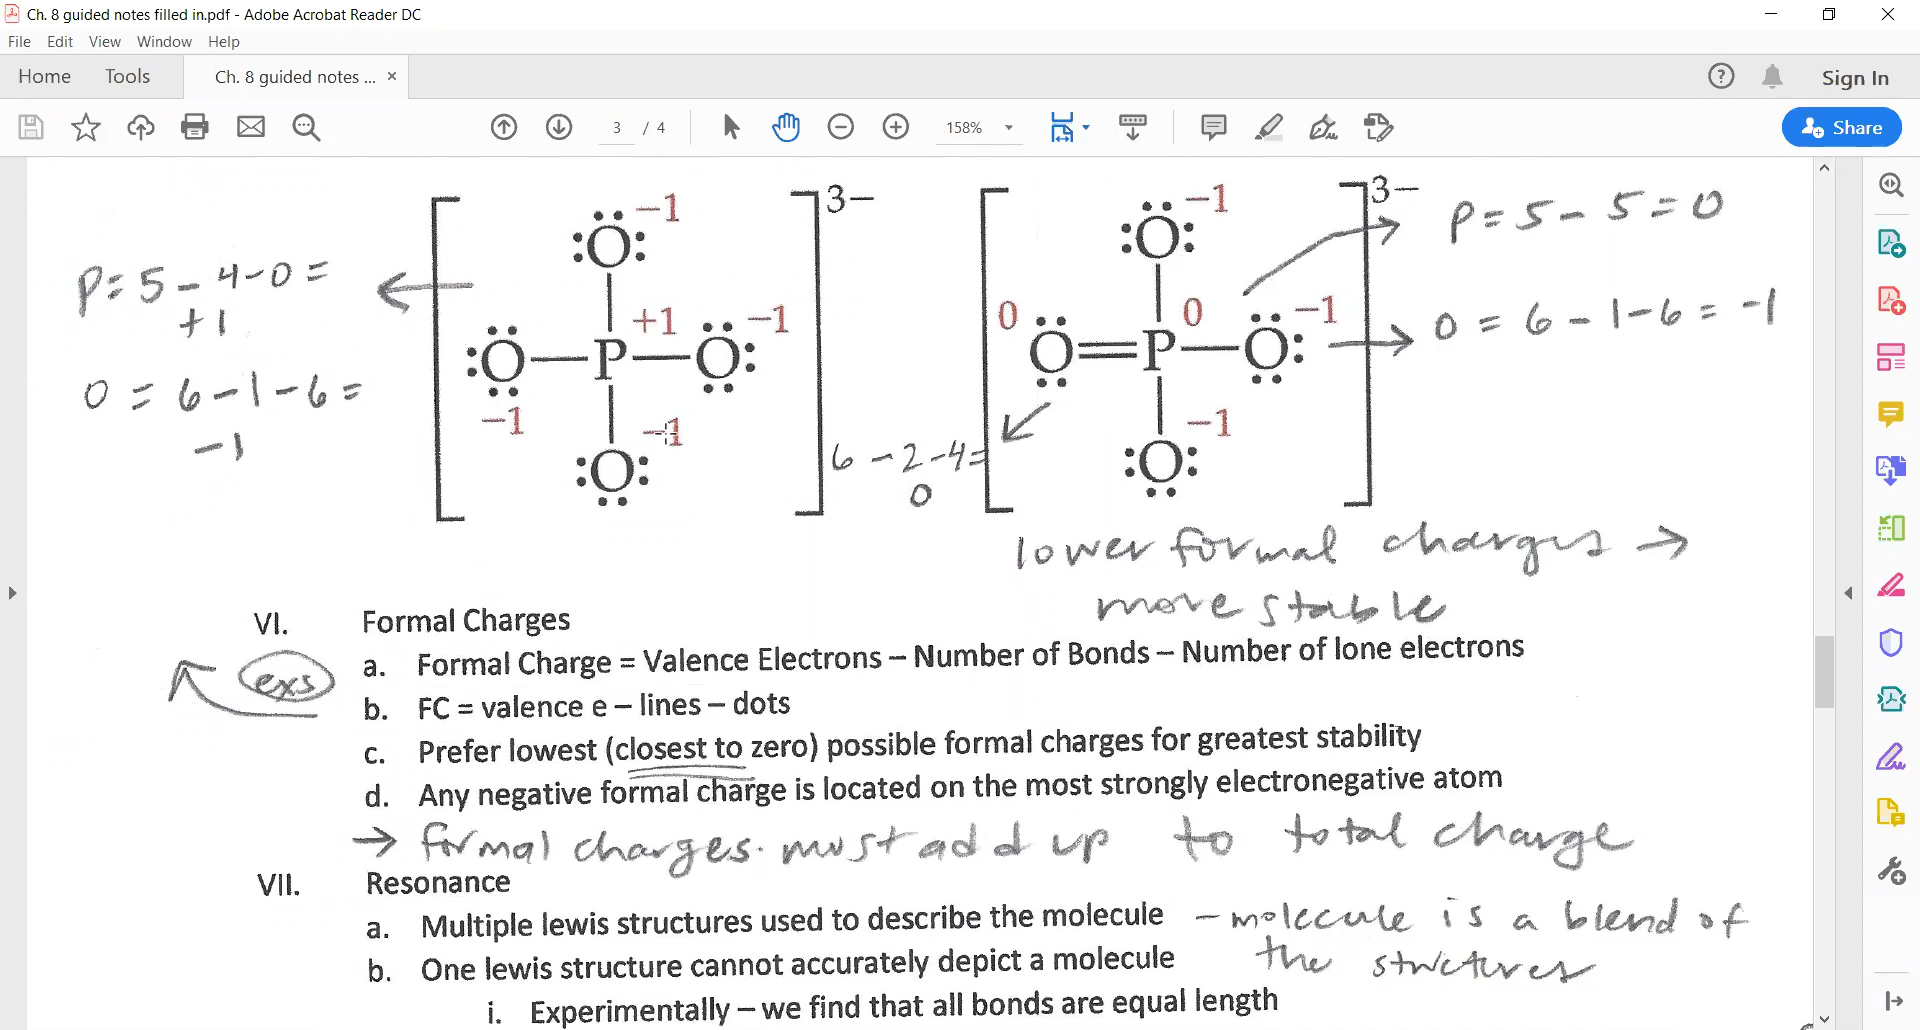 Ch. 8 guided notes filled in.pdf - Adobe Acrobat Reader DC
File Edit View Window Help
Home Tools Ch. 8 guided notes ... × Sign In
3 / 4 158% Share
−1 3− −1 3− P = 5 - 5 = 0
:Ö: :Ö:
P = 5 - 4 - 0 =
+1
+1 −1 0 0 −1 O = 6 - 1 - 6 = -1
:O—P—O: O=P—O:
O = 6 - 1 - 6 =
-1
−1 −1 −1
:O: 6 - 2 - 4 = :O:
0
lower formal charges →
more stable
VI. Formal Charges
exs a. Formal Charge = Valence Electrons – Number of Bonds – Number of lone electrons
b. FC = valence e – lines – dots
c. Prefer lowest (closest to zero) possible formal charges for greatest stability
d. Any negative formal charge is located on the most strongly electronegative atom
→ formal charges must add up to total charge
VII. Resonance
a. Multiple lewis structures used to describe the molecule – molecule is a blend of
the structures
b. One lewis structure cannot accurately depict a molecule
i. Experimentally – we find that all bonds are equal length